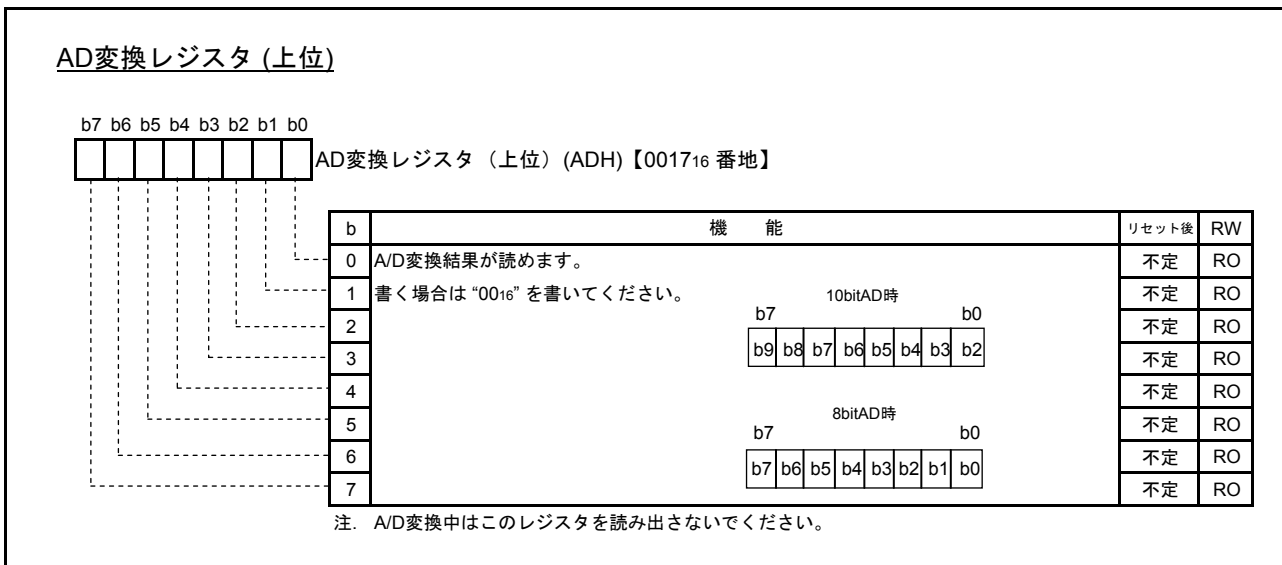 AD変換レジスタ (上位)
b7 b6 b5 b4 b3 b2 b1 b0
AD変換レジスタ（上位）(ADH)【001716 番地】
b 機 能 リセット後 RW
0 A/D変換結果が読めます。 不定 RO
1 書く場合は “0016” を書いてください。 10bitAD時 不定 RO
b7 b0
2 不定 RO
b9 b8 b7 b6 b5 b4 b3 b2
3 不定 RO
4 不定 RO
8bitAD時
5 不定 RO
b7 b0
6 不定 RO
b7 b6 b5 b4 b3 b2 b1 b0
7 不定 RO
注. A/D変換中はこのレジスタを読み出さないでください。